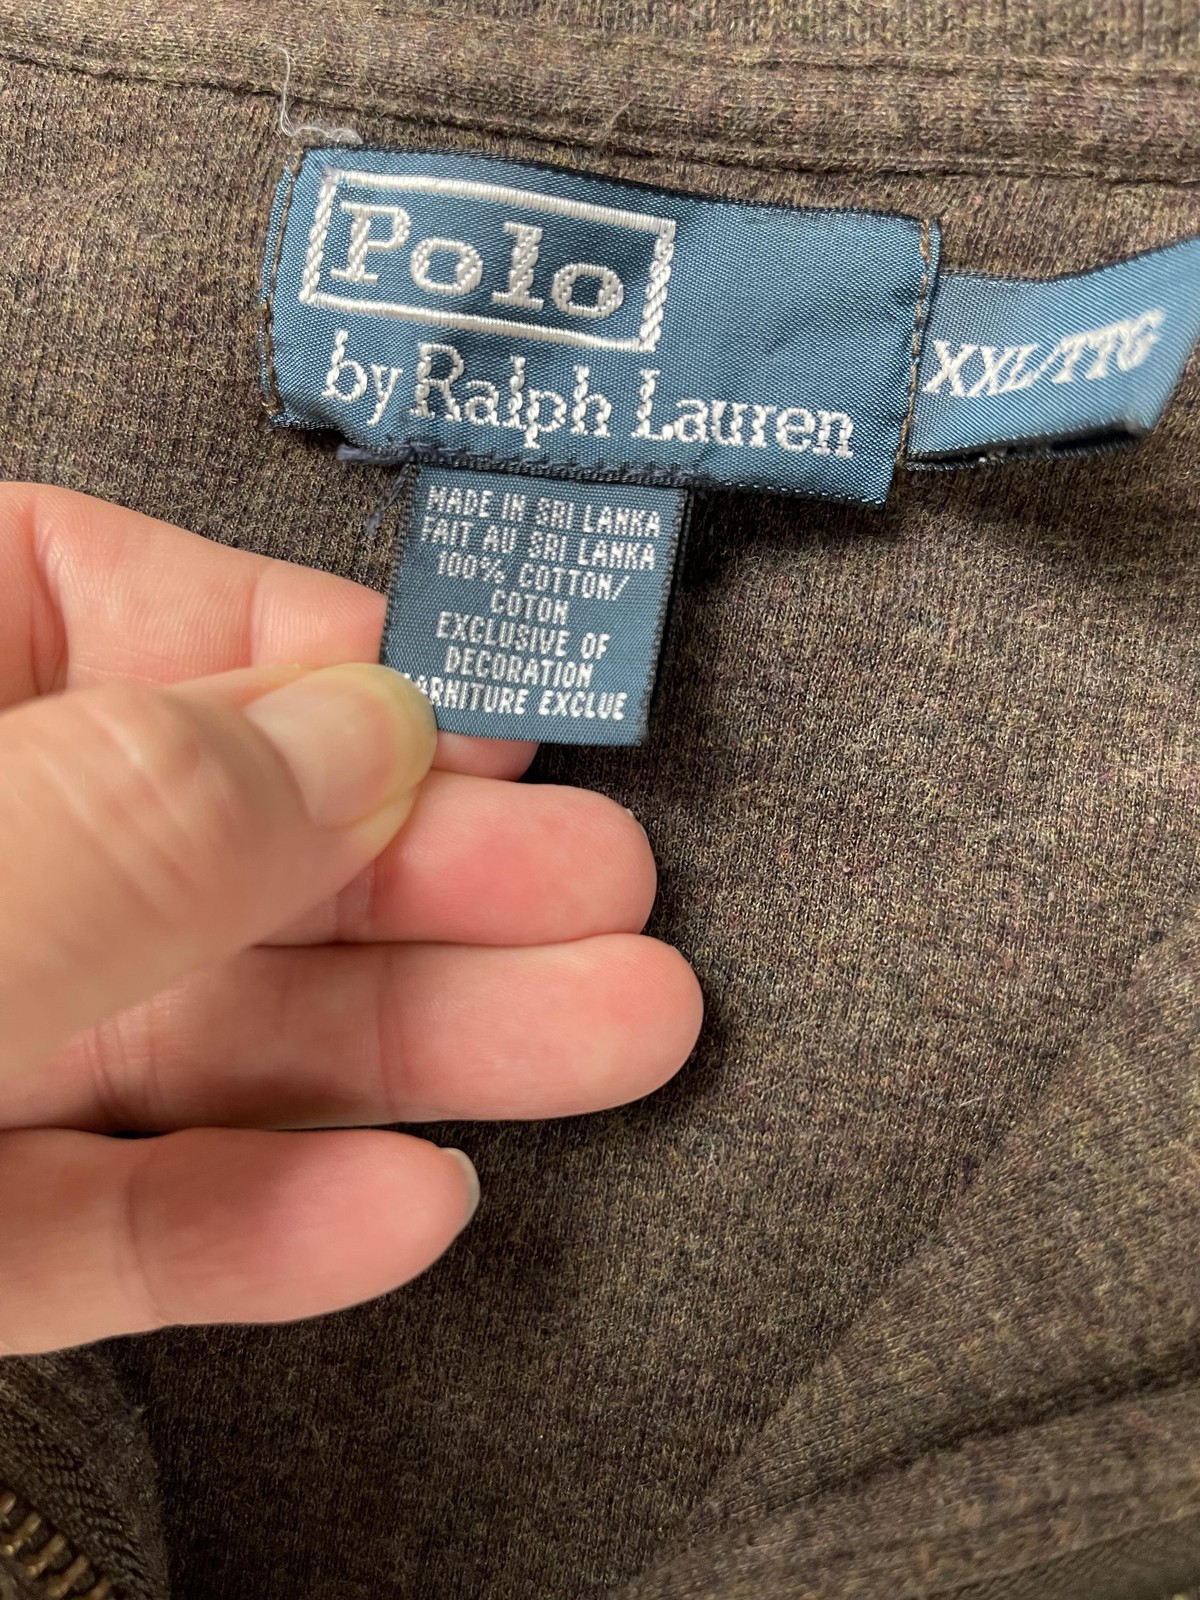 Polo
by Ralph Lauren
XXL/TTG
MADE IN SRI LANKA
FAIT AU SRI LANKA
100% COTTON/
COTON
EXCLUSIVE OF
DECORATION
EXCLUE